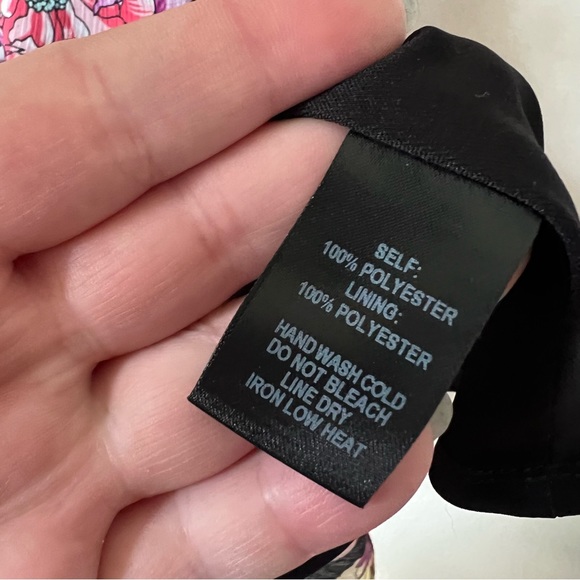 SELF:
100% POLYESTER
LINING:
100% POLYESTER
HAND WASH COLD
DO NOT BLEACH
LINE DRY
IRON LOW HEAT